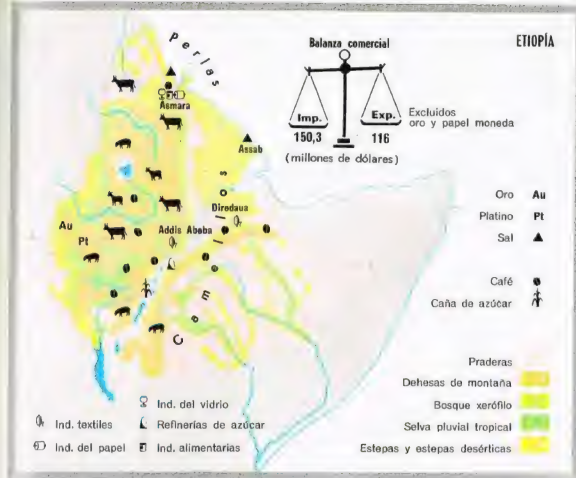 ETIOPÍA
Balanza comercial
Imp.
Exp.
150,3
116
(millones de dólares)
Excluidos
oro y papel moneda
Perlas
Asmara
Assab
Diredaua
Addis Abeba
Au
Pt
Camellos
Oro Au
Platino Pt
Sal
Café
Caña de azúcar
Praderas
Dehesas de montaña
Bosque xerófilo
Selva pluvial tropical
Estepas y estepas desérticas
Ind. del vidrio
Ind. textiles
Refinerías de azúcar
Ind. del papel
Ind. alimentarias